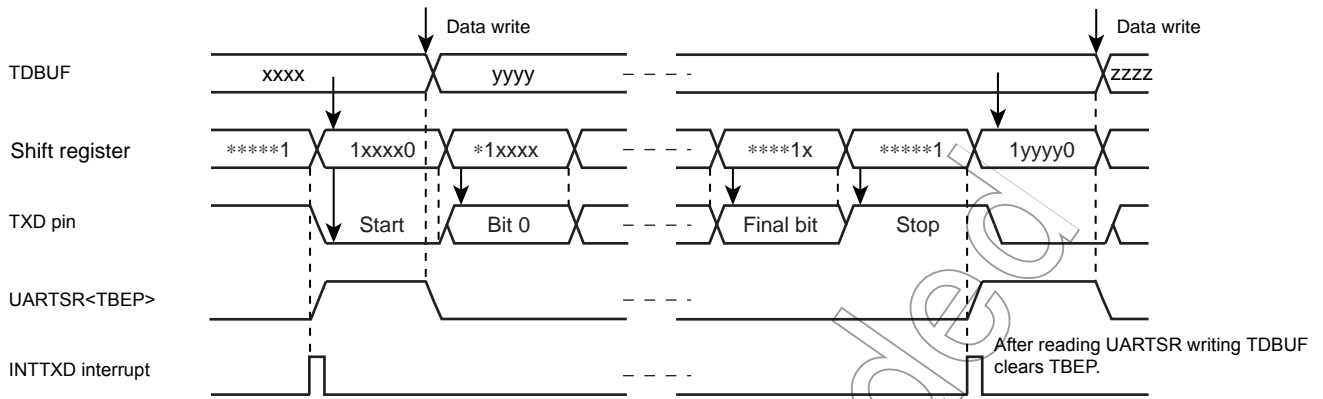 Data write
Data write
TDBUF
xxxx
yyyy
zzzz
Shift register
*****1
1xxxx0
*1xxxx
****1x
*****1
1yyyy0
TXD pin
Start
Bit 0
Final bit
Stop
UARTSR<TBEP>
After reading UARTSR writing TDBUF
clears TBEP.
INTTXD interrupt
ded